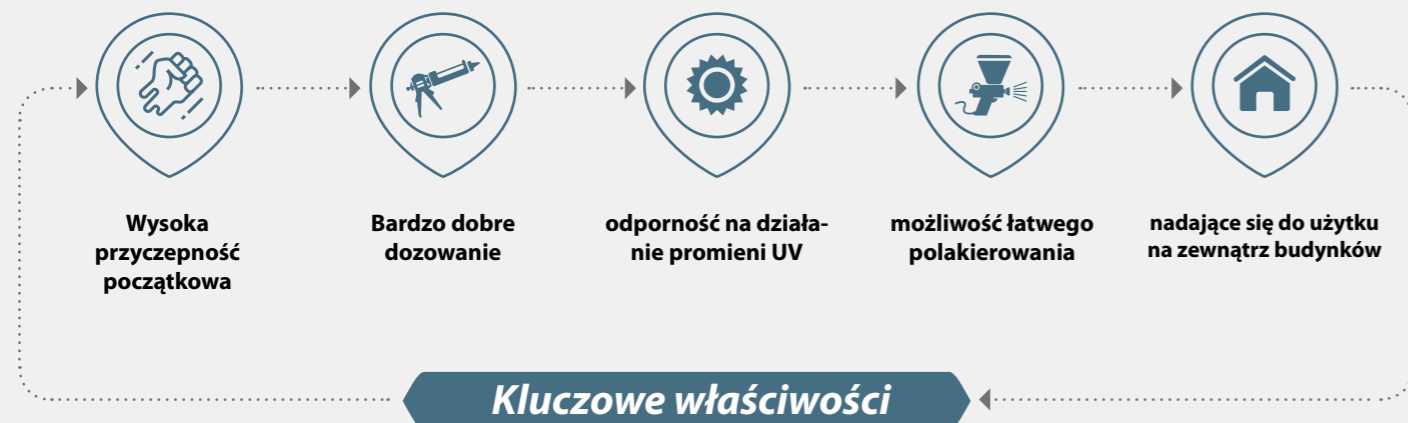 Wysoka
przyczepność
początkowa
Bardzo dobre
dozowanie
odporność na działa-
nie promieni UV
możliwość łatwego
polakierowania
nadające się do użytku
na zewnątrz budynków
Kluczowe właściwości